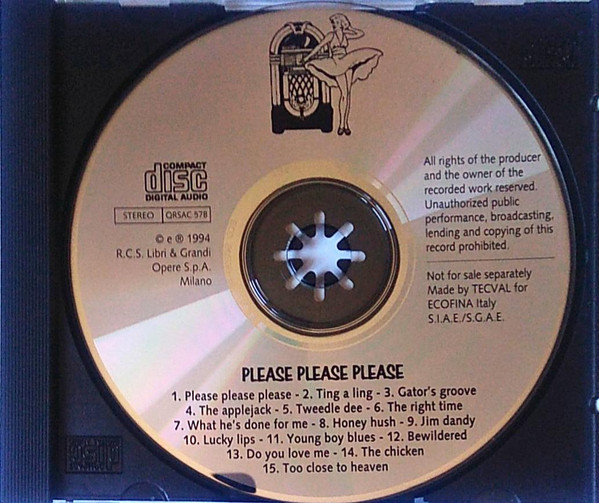 COMPACT
disc
DIGITAL AUDIO
STEREO QRSAC 578
© e ℗ 1994
R.C.S. Libri & Grandi
Opere S.p.A.
Milano
All rights of the producer
and the owner of the
recorded work reserved.
Unauthorized public
performance, broadcasting,
lending and copying of this
record prohibited.
Not for sale separately
Made by TECVAL for
ECOFINA Italy
S.I.A.E./S.G.A.E.
PLEASE PLEASE PLEASE
1. Please please please - 2. Ting a ling - 3. Gator's groove
4. The applejack - 5. Tweedle dee - 6. The right time
7. What he's done for me - 8. Honey hush - 9. Jim dandy
10. Lucky lips - 11. Young boy blues - 12. Bewildered
13. Do you love me - 14. The chicken
15. Too close to heaven